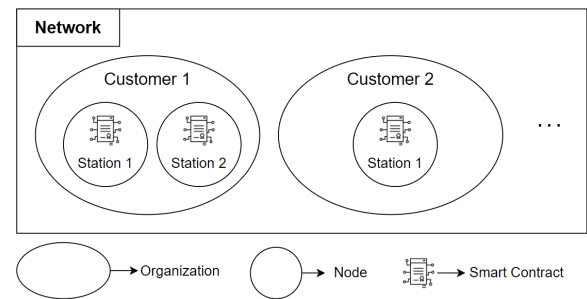 Network
Customer 1
Customer 2
Station 1
Station 2
Station 1
...
Organization
Node
Smart Contract